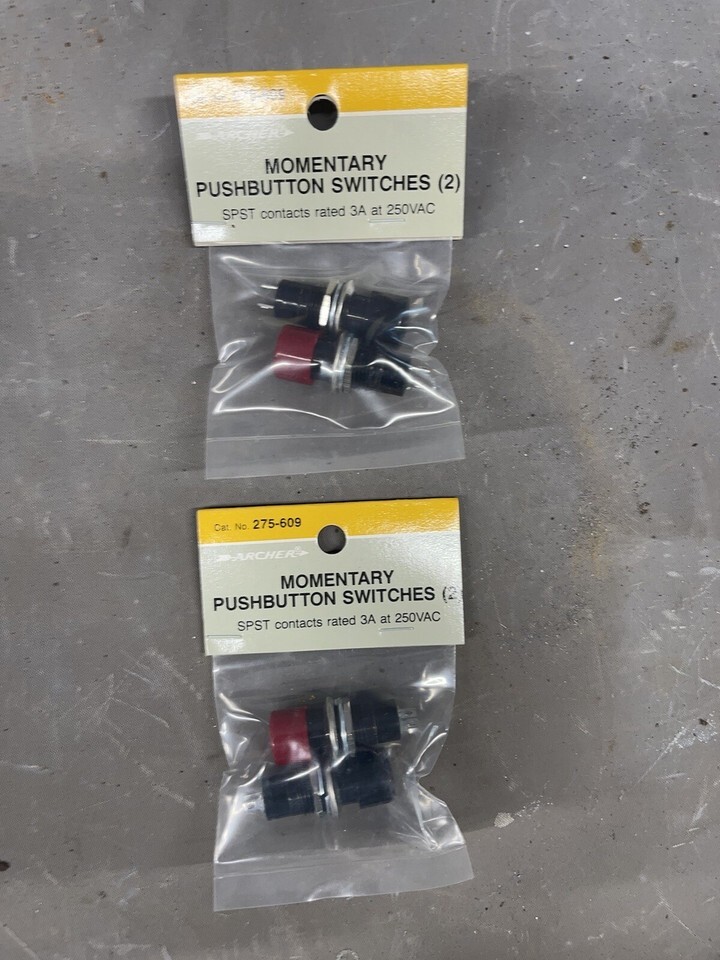 ARCHER
MOMENTARY
PUSHBUTTON SWITCHES (2)
SPST contacts rated 3A at 250VAC
Cat. No. 275-609
ARCHER
MOMENTARY
PUSHBUTTON SWITCHES (2
SPST contacts rated 3A at 250VAC